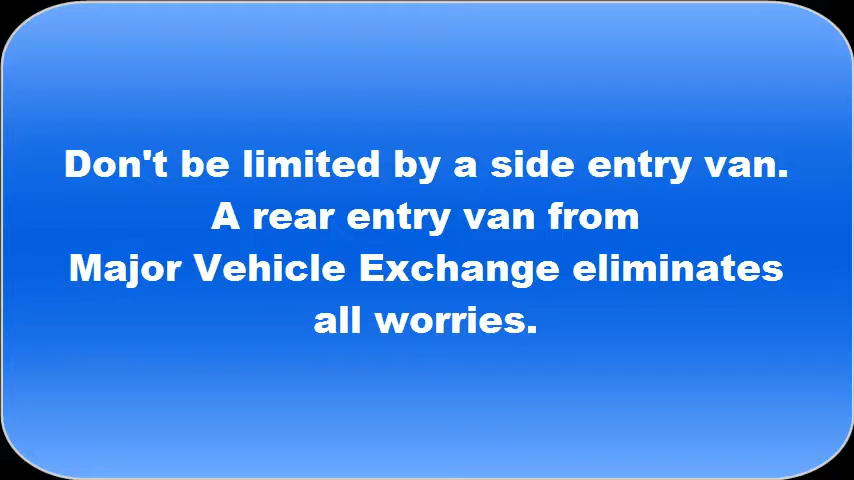 Don't be limited by a side entry van.
A rear entry van from
Major Vehicle Exchange eliminates
all worries.